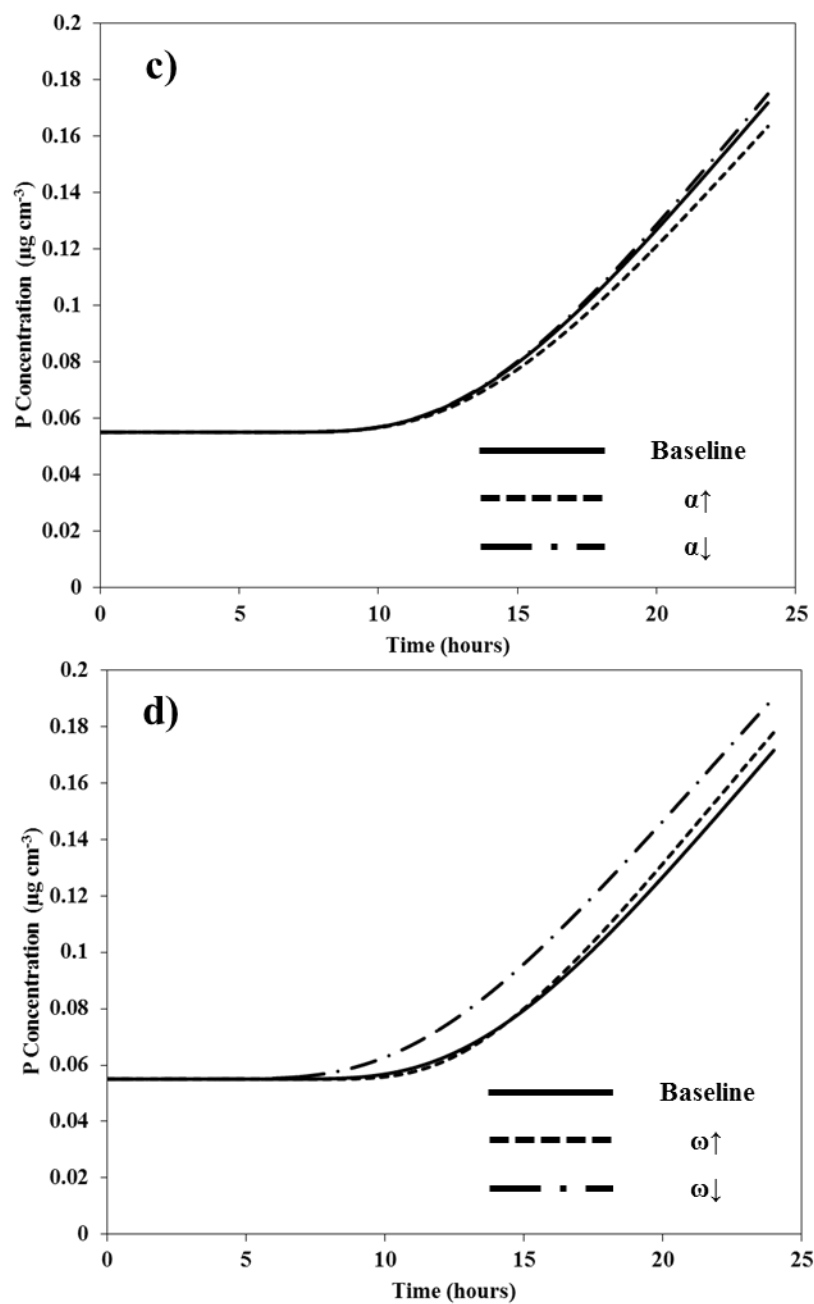 c)
0.2
0.18
0.16
0.14
0.12
0.1
0.08
0.06
0.04
0.02
0
P Concentration (µg cm-3)
Baseline
α↑
α↓
0 5 10 15 20 25
Time (hours)
d)
0.2
0.18
0.16
0.14
0.12
0.1
0.08
0.06
0.04
0.02
0
P Concentration (µg cm-3)
Baseline
ω↑
ω↓
0 5 10 15 20 25
Time (hours)